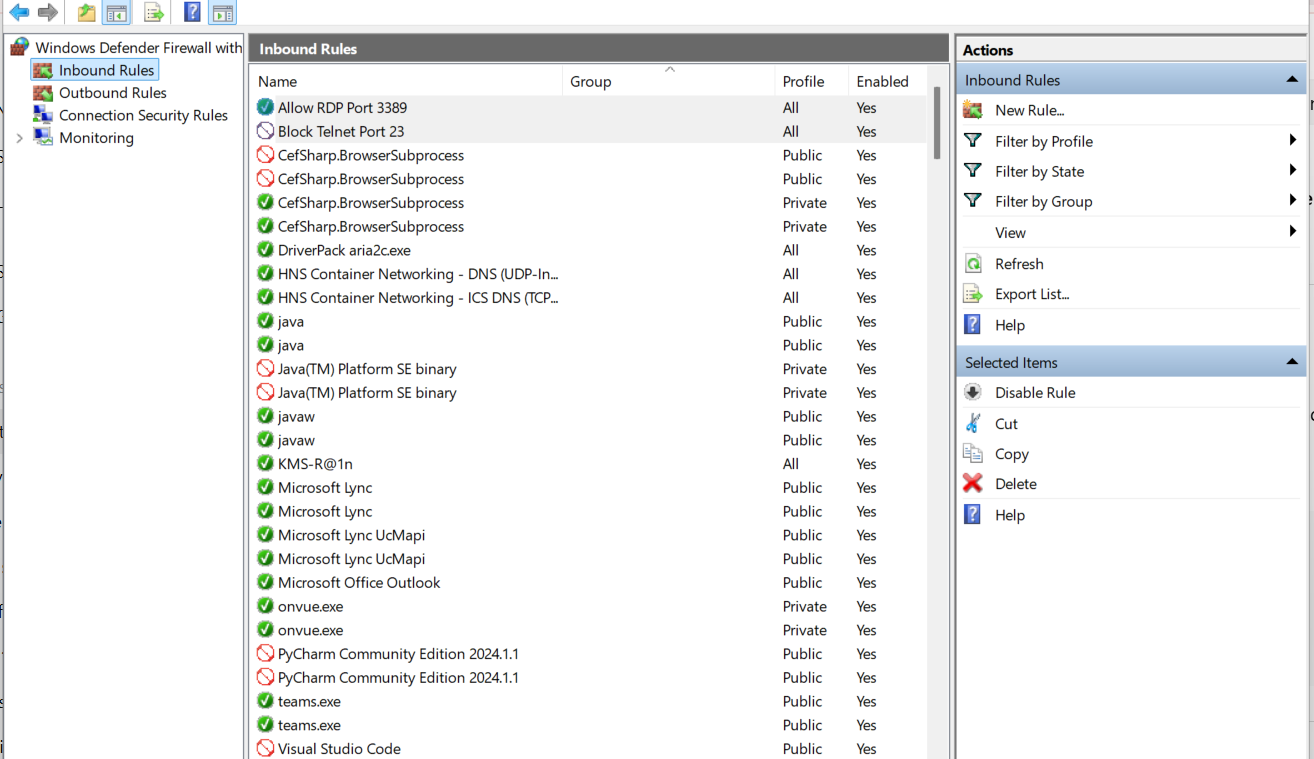 Windows Defender Firewall with
Inbound Rules
Outbound Rules
Connection Security Rules
Monitoring
Inbound Rules
Name Group Profile Enabled
Allow RDP Port 3389 All Yes
Block Telnet Port 23 All Yes
CefSharp.BrowserSubprocess Public Yes
CefSharp.BrowserSubprocess Public Yes
CefSharp.BrowserSubprocess Private Yes
CefSharp.BrowserSubprocess Private Yes
DriverPack aria2c.exe All Yes
HNS Container Networking - DNS (UDP-In... All Yes
HNS Container Networking - ICS DNS (TCP... All Yes
java Public Yes
java Public Yes
Java(TM) Platform SE binary Private Yes
Java(TM) Platform SE binary Private Yes
javaw Public Yes
javaw Public Yes
KMS-R@1n All Yes
Microsoft Lync Public Yes
Microsoft Lync Public Yes
Microsoft Lync UcMapi Public Yes
Microsoft Lync UcMapi Public Yes
Microsoft Office Outlook Public Yes
onvue.exe Private Yes
onvue.exe Private Yes
PyCharm Community Edition 2024.1.1 Public Yes
PyCharm Community Edition 2024.1.1 Public Yes
teams.exe Public Yes
teams.exe Public Yes
Visual Studio Code Public Yes
Actions
Inbound Rules
New Rule...
Filter by Profile
Filter by State
Filter by Group
View
Refresh
Export List...
Help
Selected Items
Disable Rule
Cut
Copy
Delete
Help